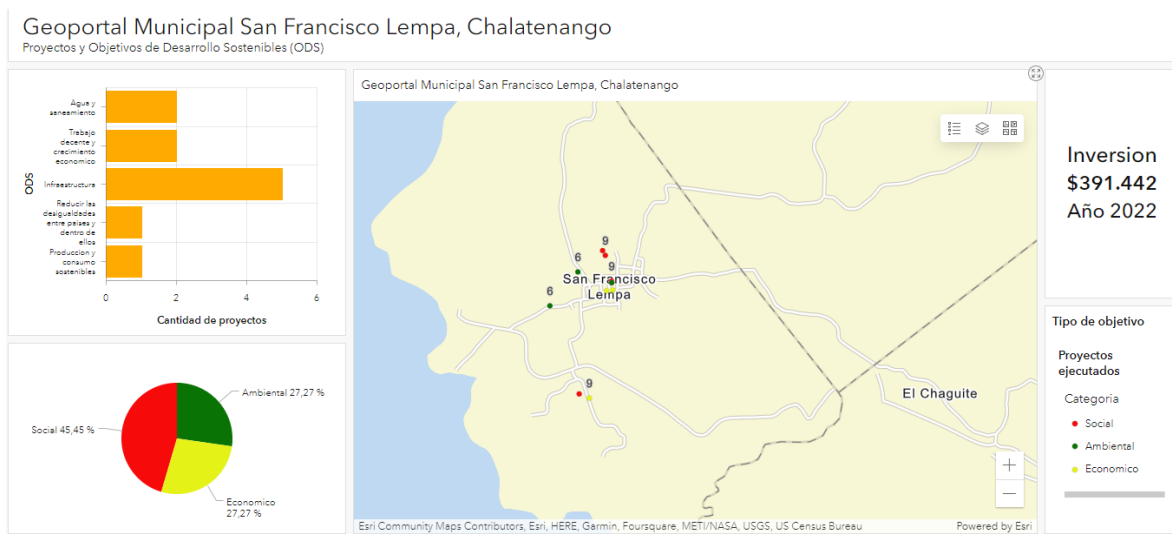 Geoportal Municipal San Francisco Lempa, Chalatenango
Proyectos y Objetivos de Desarrollo Sostenibles (ODS)
ODS
Agua y
saneamiento
Trabajo
decente y
crecimiento
economico
Infraestructura
Reducir las
desigualdades
entre paises y
dentro de
ellos
Produccion y
consumo
sostenibles
0 2 4 6
Cantidad de proyectos
Ambiental 27,27 %
Social 45,45 %
Economico
27,27 %
Geoportal Municipal San Francisco Lempa, Chalatenango
9
6
9
San Francisco
Lempa
6
9
El Chaguite
+
−
Esri Community Maps Contributors, Esri, HERE, Garmin, Foursquare, METI/NASA, USGS, US Census Bureau
Powered by Esri
Inversion
$391.442
Año 2022
Tipo de objetivo
Proyectos
ejecutados
Categoria
Social
Ambiental
Economico